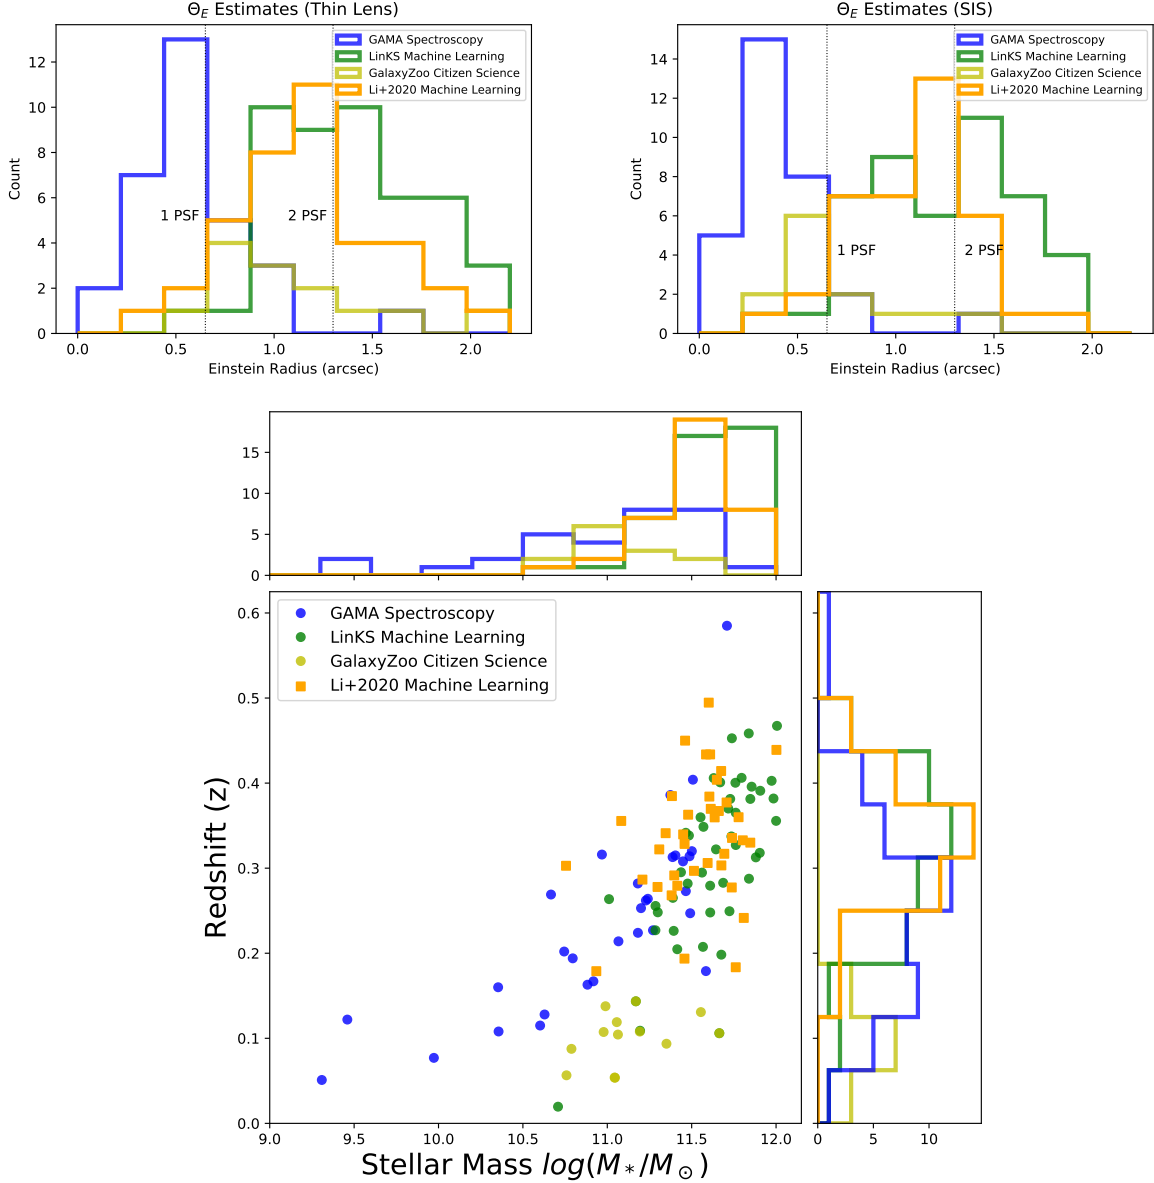 Θ_E Estimates (Thin Lens)
GAMA Spectroscopy
LinKS Machine Learning
GalaxyZoo Citizen Science
Li+2020 Machine Learning
12
10
8
6
4
2
0
Count
1 PSF
2 PSF
0.0 0.5 1.0 1.5 2.0
Einstein Radius (arcsec)
Θ_E Estimates (SIS)
GAMA Spectroscopy
LinKS Machine Learning
GalaxyZoo Citizen Science
Li+2020 Machine Learning
14
12
10
8
6
4
2
0
Count
1 PSF
2 PSF
0.0 0.5 1.0 1.5 2.0
Einstein Radius (arcsec)
15
10
5
0
GAMA Spectroscopy
LinKS Machine Learning
GalaxyZoo Citizen Science
Li+2020 Machine Learning
0.6
0.5
0.4
0.3
0.2
0.1
0.0
Redshift (z)
9.0 9.5 10.0 10.5 11.0 11.5 12.0
Stellar Mass log(M_*/M_⊙)
0 5 10